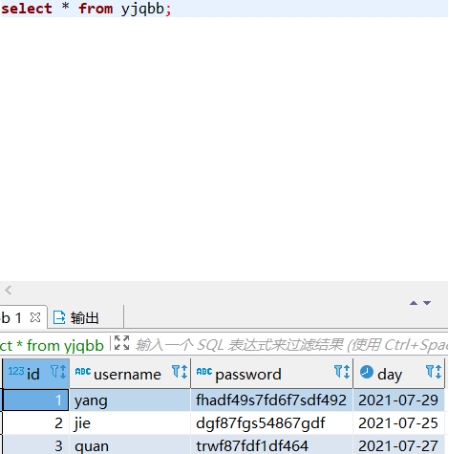 select * from yjqbb;
b 1 输出
ct * from yjqbb 输入一个 SQL 表达式来过滤结果 (使用 Ctrl+Spac
123 id ABC username ABC password day
1 yang fhadf49s7fd6f7sdf492 2021-07-29
2 jie dgf87fgs54867gdf 2021-07-25
3 quan trwf87fdf1df464 2021-07-27